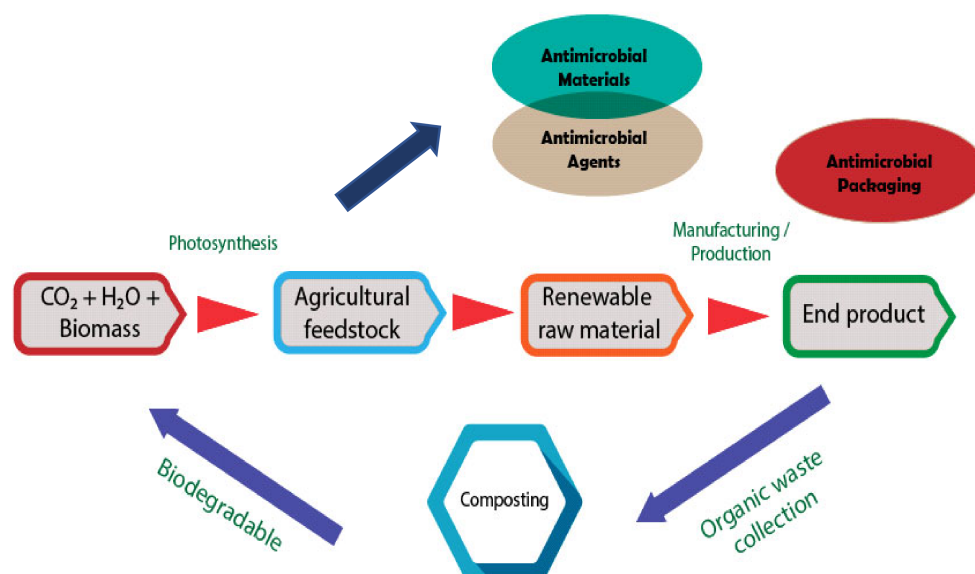 Antimicrobial
Materials
Antimicrobial
Agents
Antimicrobial
Packaging
Photosynthesis
Manufacturing /
Production
CO₂ + H₂O +
Biomass
Agricultural
feedstock
Renewable
raw material
End product
Biodegradable
Composting
Organic waste
collection